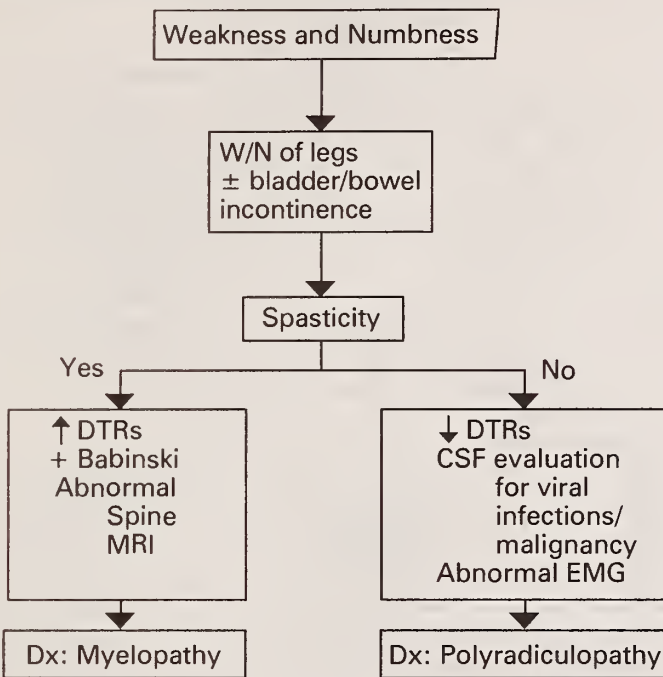 Weakness and Numbness
W/N of legs
± bladder/bowel
incontinence
Spasticity
Yes
No
↑ DTRs
+ Babinski
Abnormal
Spine
MRI
↓ DTRs
CSF evaluation
for viral
infections/
malignancy
Abnormal EMG
Dx: Myelopathy
Dx: Polyradiculopathy